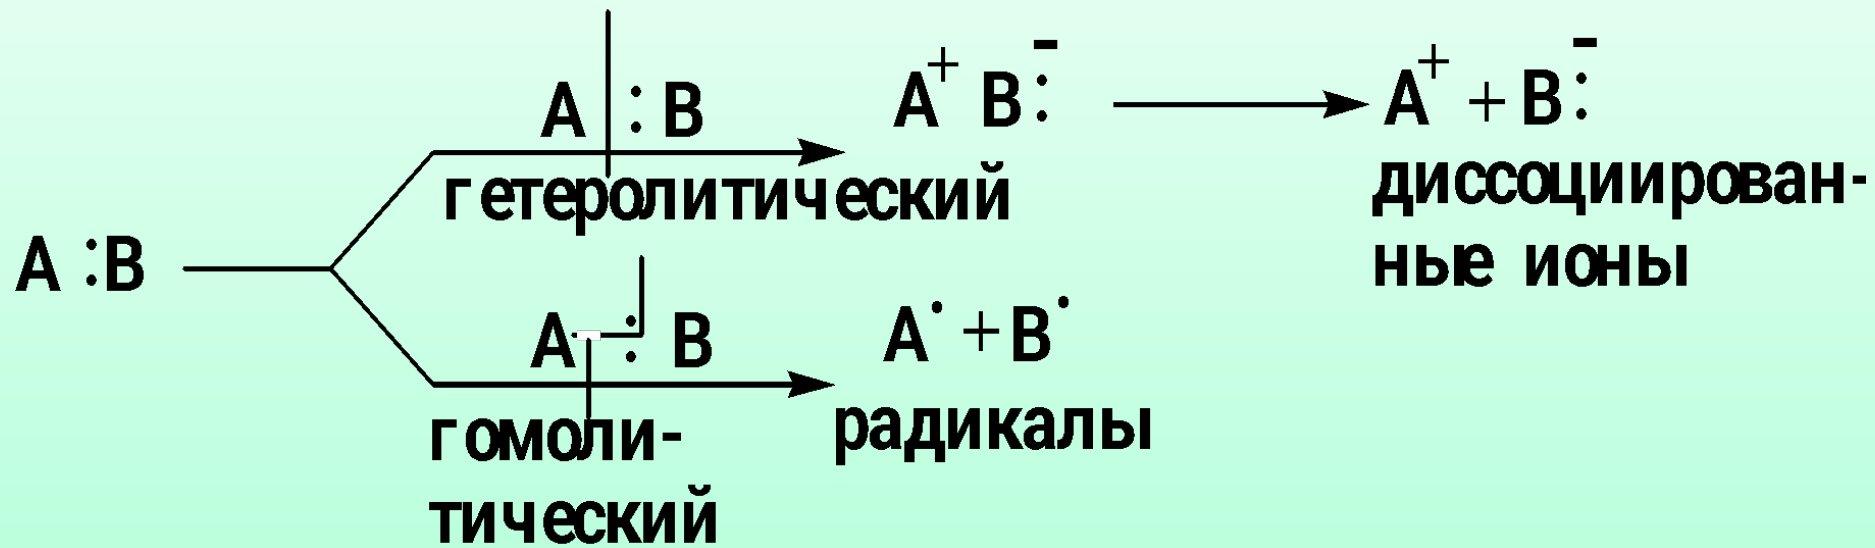 A :B A⁺ B:⁻ A⁺ + B:⁻
гетеролитический
диссоциирован-
ные ионы
A :B
A : B A˙ + B˙
гомоли-
тический
радикалы